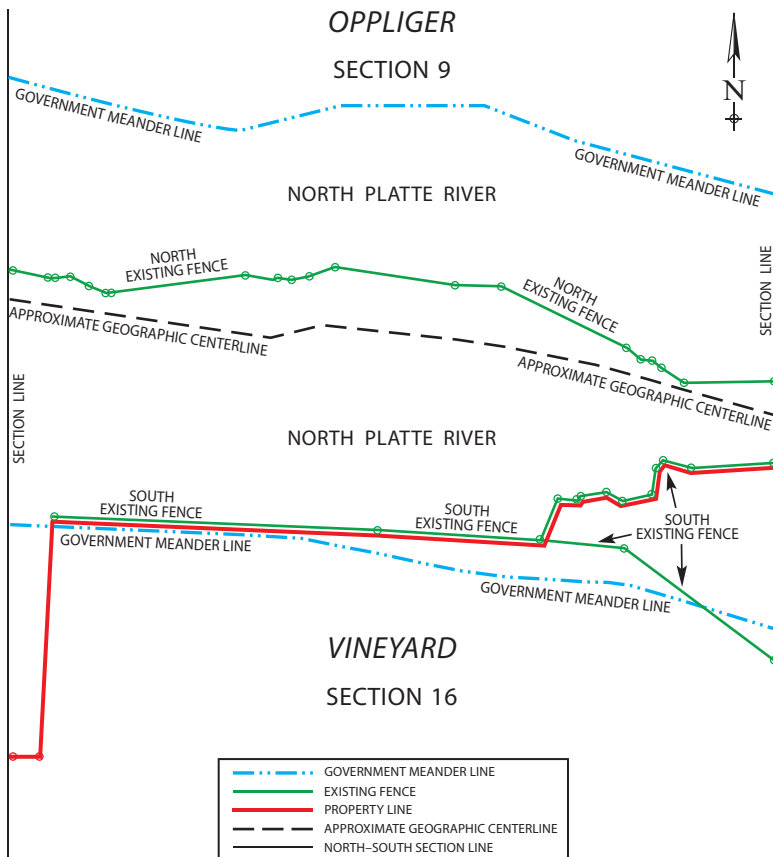 OPPLIGER
SECTION 9
N
GOVERNMENT MEANDER LINE
GOVERNMENT MEANDER LINE
NORTH PLATTE RIVER
NORTH
EXISTING FENCE
NORTH
EXISTING FENCE
SECTION LINE
APPROXIMATE GEOGRAPHIC CENTERLINE
APPROXIMATE GEOGRAPHIC CENTERLINE
SECTION LINE
NORTH PLATTE RIVER
SOUTH
EXISTING FENCE
SOUTH
EXISTING FENCE
SOUTH
EXISTING FENCE
GOVERNMENT MEANDER LINE
GOVERNMENT MEANDER LINE
VINEYARD
SECTION 16
GOVERNMENT MEANDER LINE
EXISTING FENCE
PROPERTY LINE
APPROXIMATE GEOGRAPHIC CENTERLINE
NORTH–SOUTH SECTION LINE